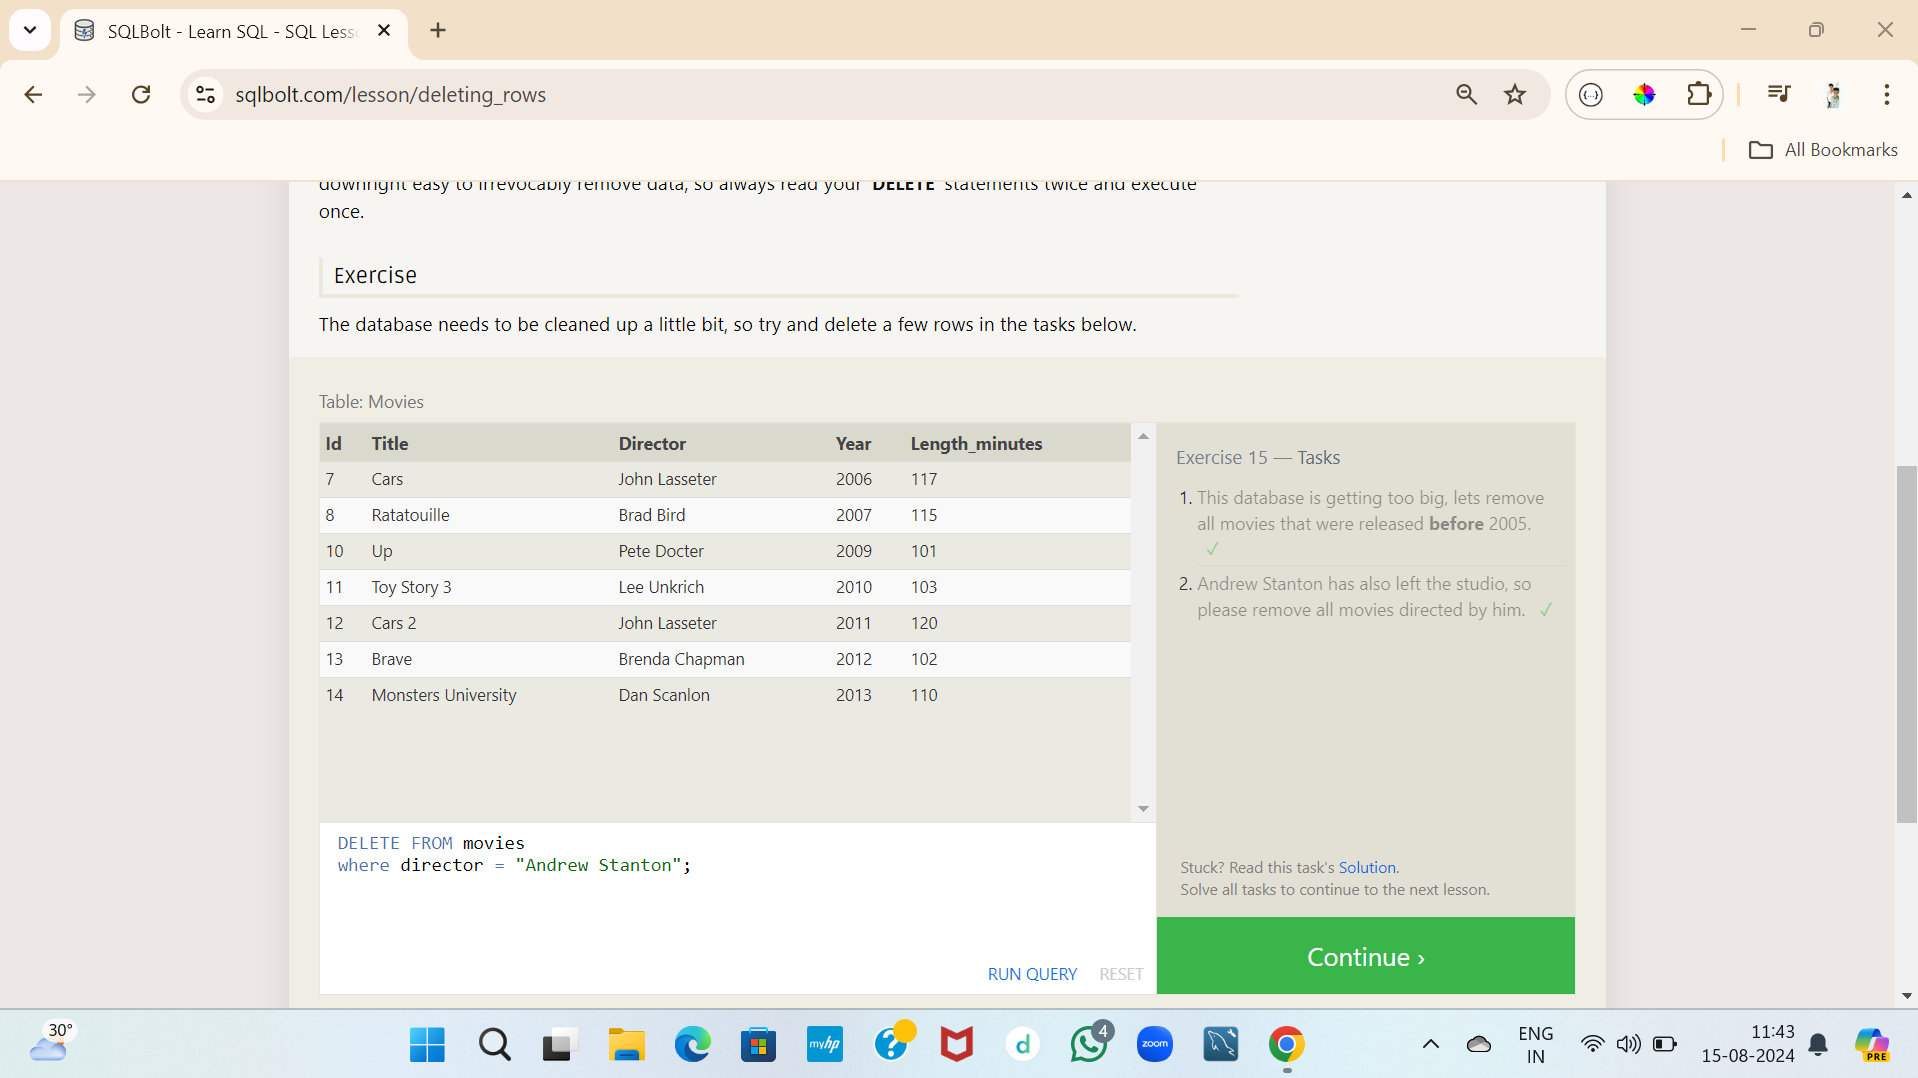 SQLBolt - Learn SQL - SQL Less
sqlbolt.com/lesson/deleting_rows
All Bookmarks
downright easy to irrevocably remove data, so always read your DELETE statements twice and execute
once.
Exercise
The database needs to be cleaned up a little bit, so try and delete a few rows in the tasks below.
Table: Movies
Id Title Director Year Length_minutes
7 Cars John Lasseter 2006 117
8 Ratatouille Brad Bird 2007 115
10 Up Pete Docter 2009 101
11 Toy Story 3 Lee Unkrich 2010 103
12 Cars 2 John Lasseter 2011 120
13 Brave Brenda Chapman 2012 102
14 Monsters University Dan Scanlon 2013 110
DELETE FROM movies
where director = "Andrew Stanton";
RUN QUERY RESET
Exercise 15 — Tasks
1. This database is getting too big, lets remove
all movies that were released before 2005.
✓
2. Andrew Stanton has also left the studio, so
please remove all movies directed by him. ✓
Stuck? Read this task's Solution.
Solve all tasks to continue to the next lesson.
Continue ›
30°
myhp
?
d
4
zoom
ENG
IN
11:43
15-08-2024
PRE